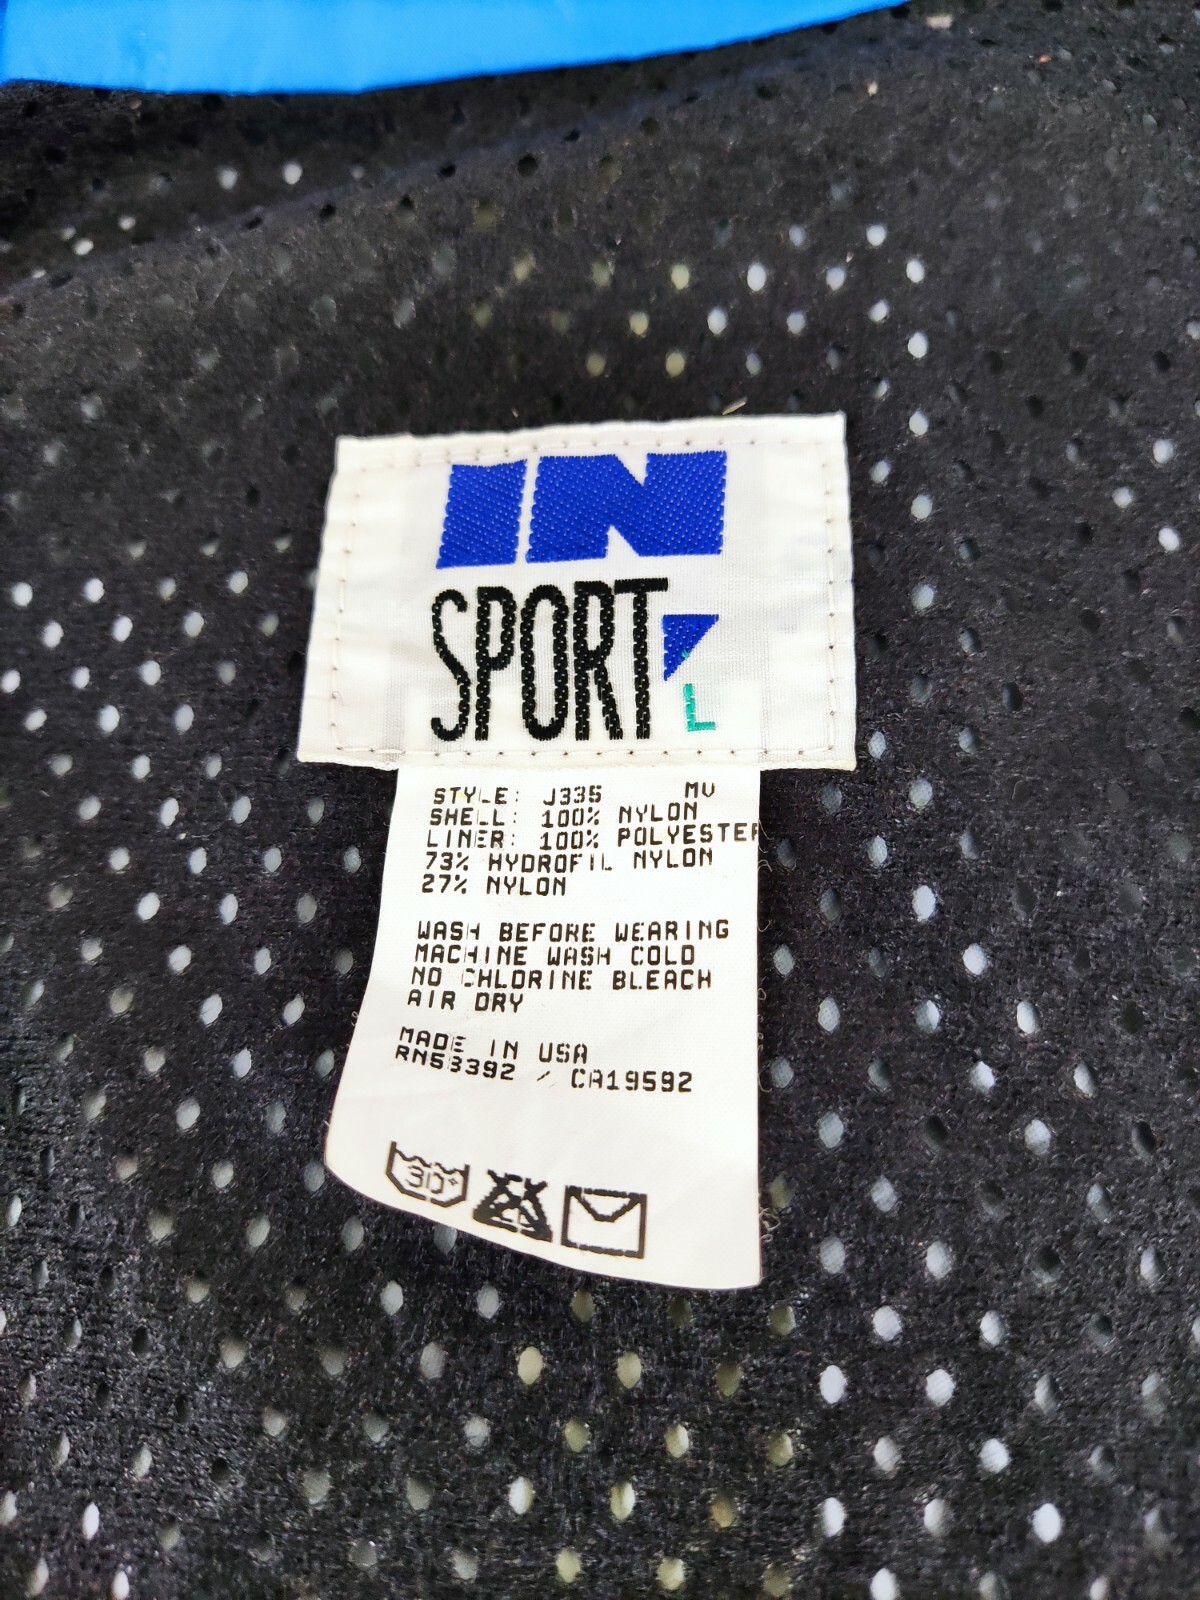 IN
SPORT
L
STYLE: J335 MV
SHELL: 100% NYLON
LINER: 100% POLYESTER
73% HYDROFIL NYLON
27% NYLON
WASH BEFORE WEARING
MACHINE WASH COLD
NO CHLORINE BLEACH
AIR DRY
MADE IN USA
RN58392 / CA19592
30°